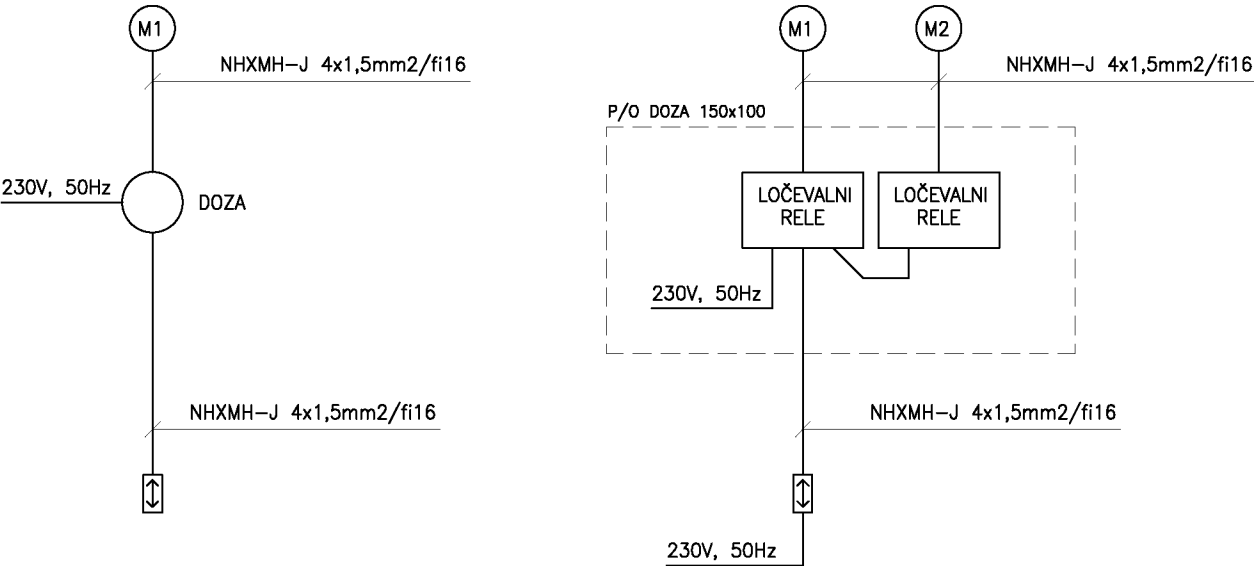 M1
NHXMH-J 4x1,5mm2/fi16
230V, 50Hz
DOZA
NHXMH-J 4x1,5mm2/fi16
M1
M2
NHXMH-J 4x1,5mm2/fi16
P/O DOZA 150x100
LOČEVALNI
RELE
LOČEVALNI
RELE
230V, 50Hz
NHXMH-J 4x1,5mm2/fi16
230V, 50Hz